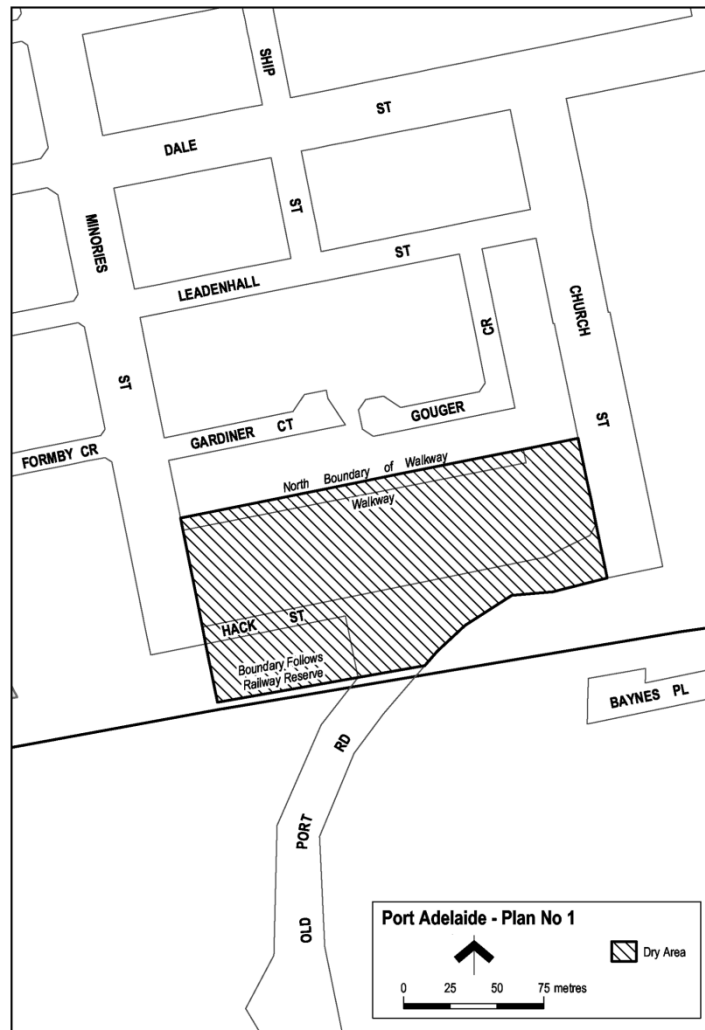 SHIP
ST
DALE
ST
MINORIES
ST
LEADENHALL
CR
CHURCH
ST
GARDINER CT
GOUGER
FORMBY CR
ST
North Boundary of Walkway
Walkway
HACK ST
Boundary Follows
Railway Reserve
BAYNES PL
RD
PORT
OLD
Port Adelaide - Plan No 1
Dry Area
0 25 50 75 metres